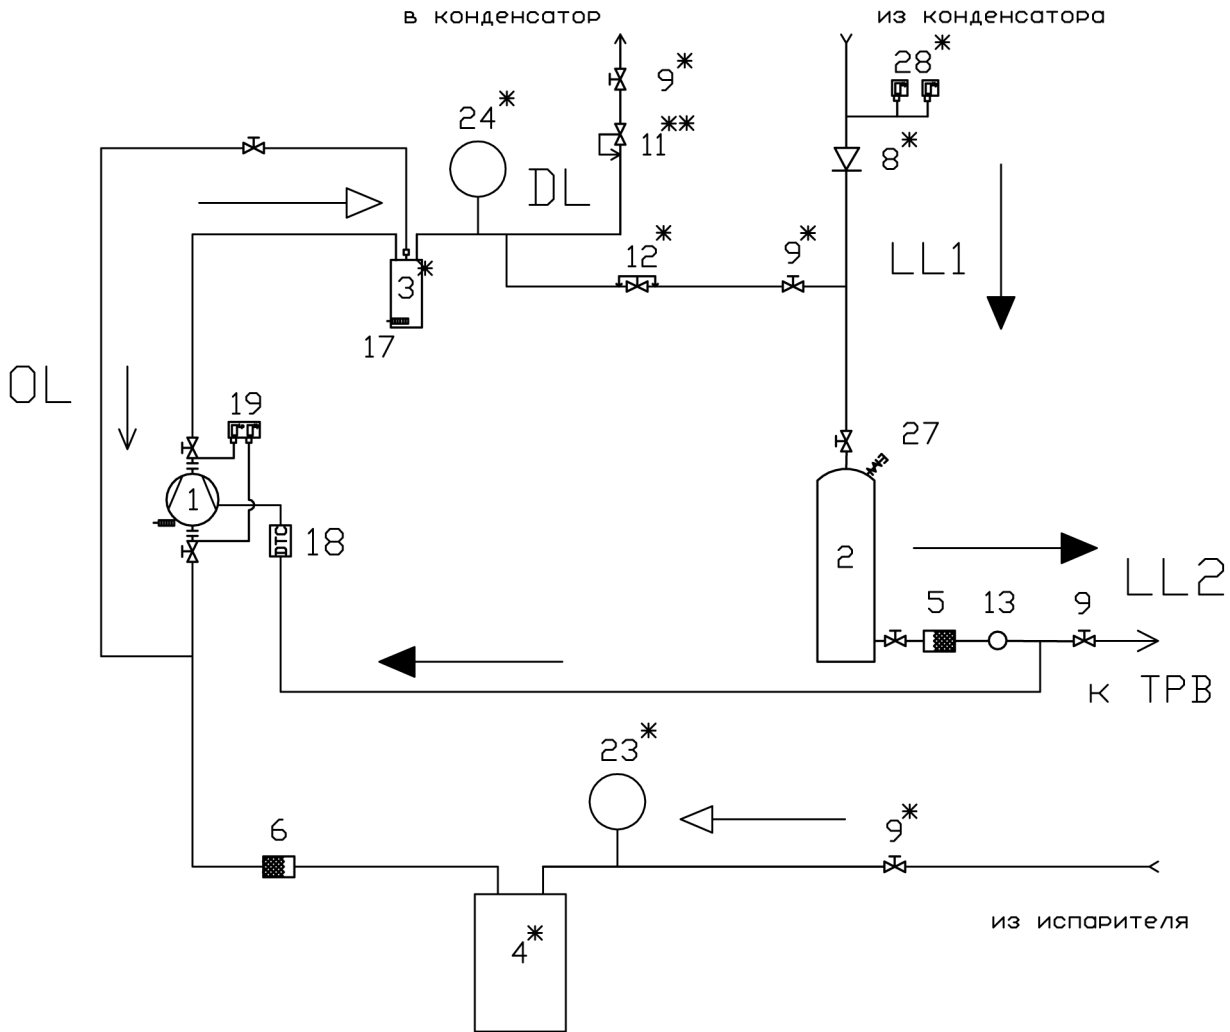 в конденсатор
из конденсатора
9*
28*
24*
11**
8*
DL
12*
9*
LL1
3*
17
OL
19
27
1
DTC
18
2
LL2
5
13
9
к ТРВ
23*
6
9*
4*
из испарителя